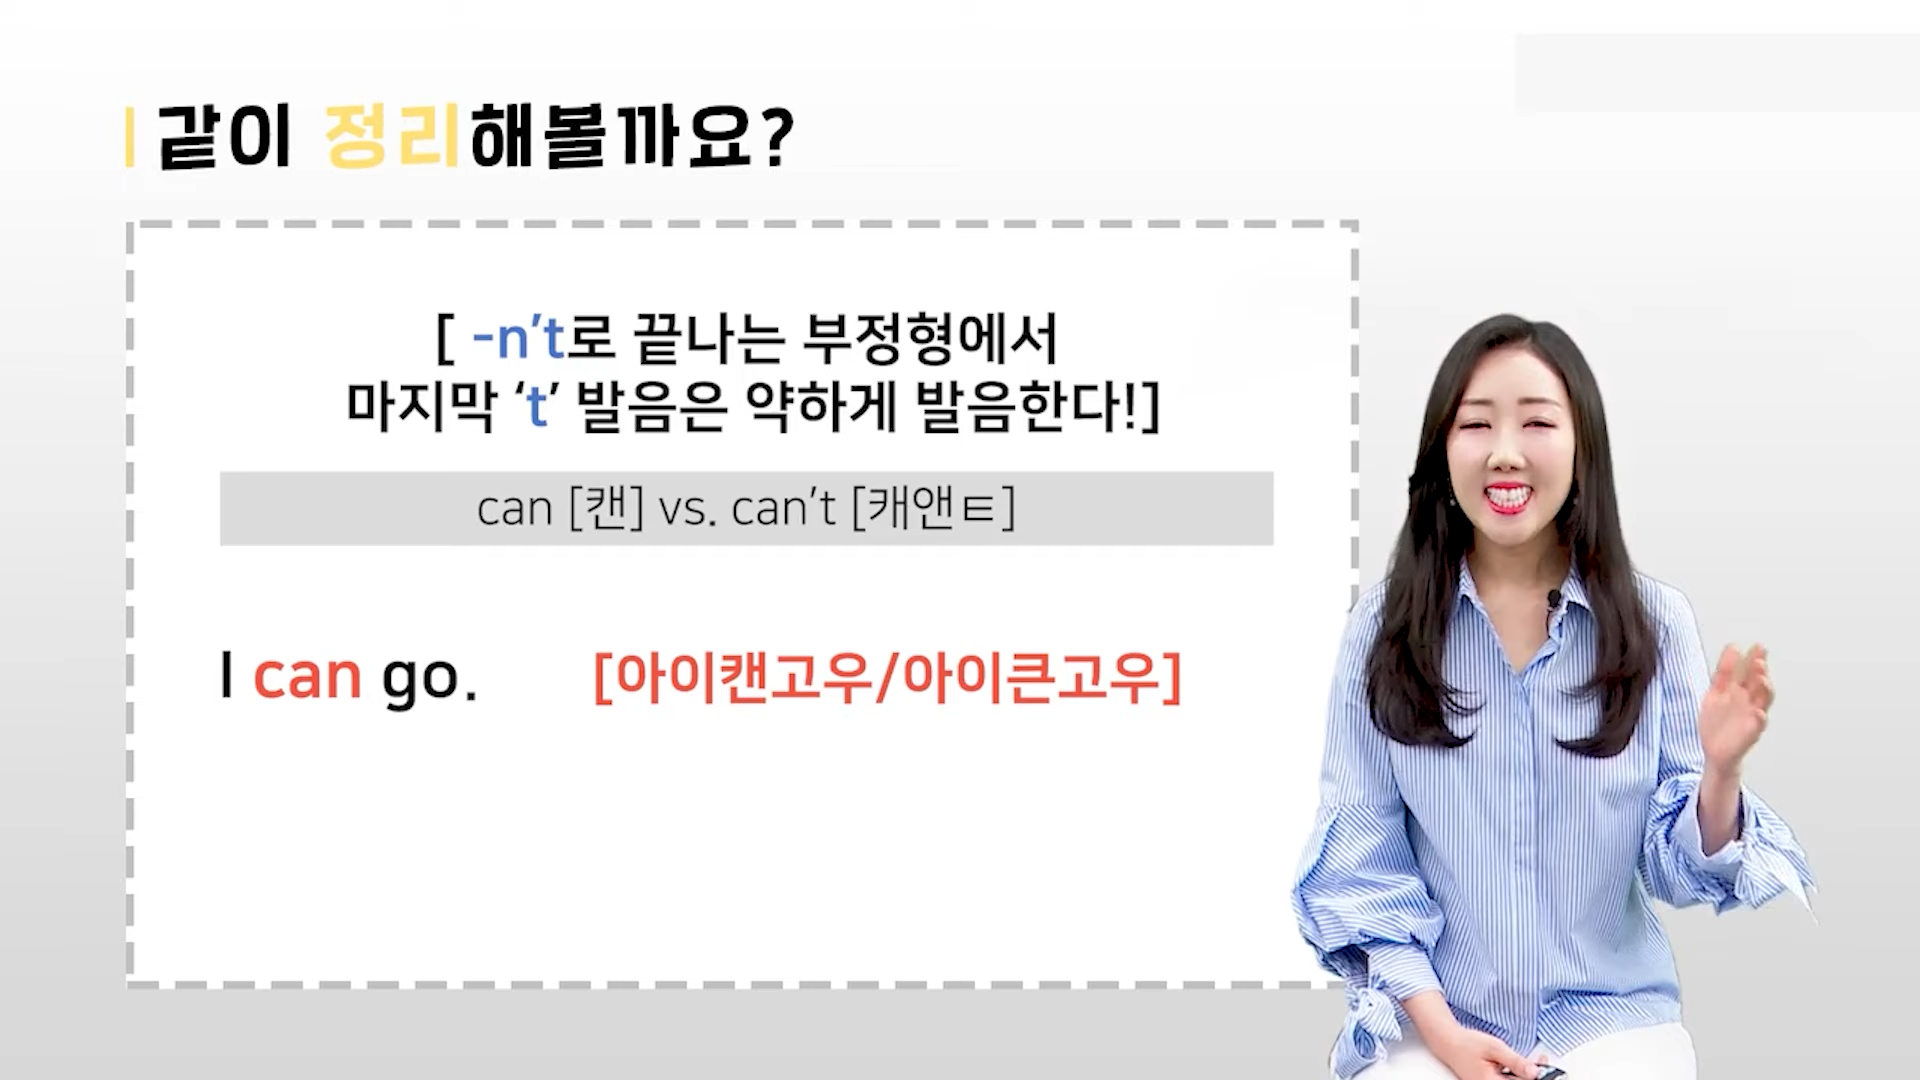 같이 정리해볼까요?
[ -n’t로 끝나는 부정형에서
마지막 ‘t’ 발음은 약하게 발음한다!]
can [캔] vs. can’t [캐앤ㅌ]
I can go. [아이캔고우/아이큰고우]